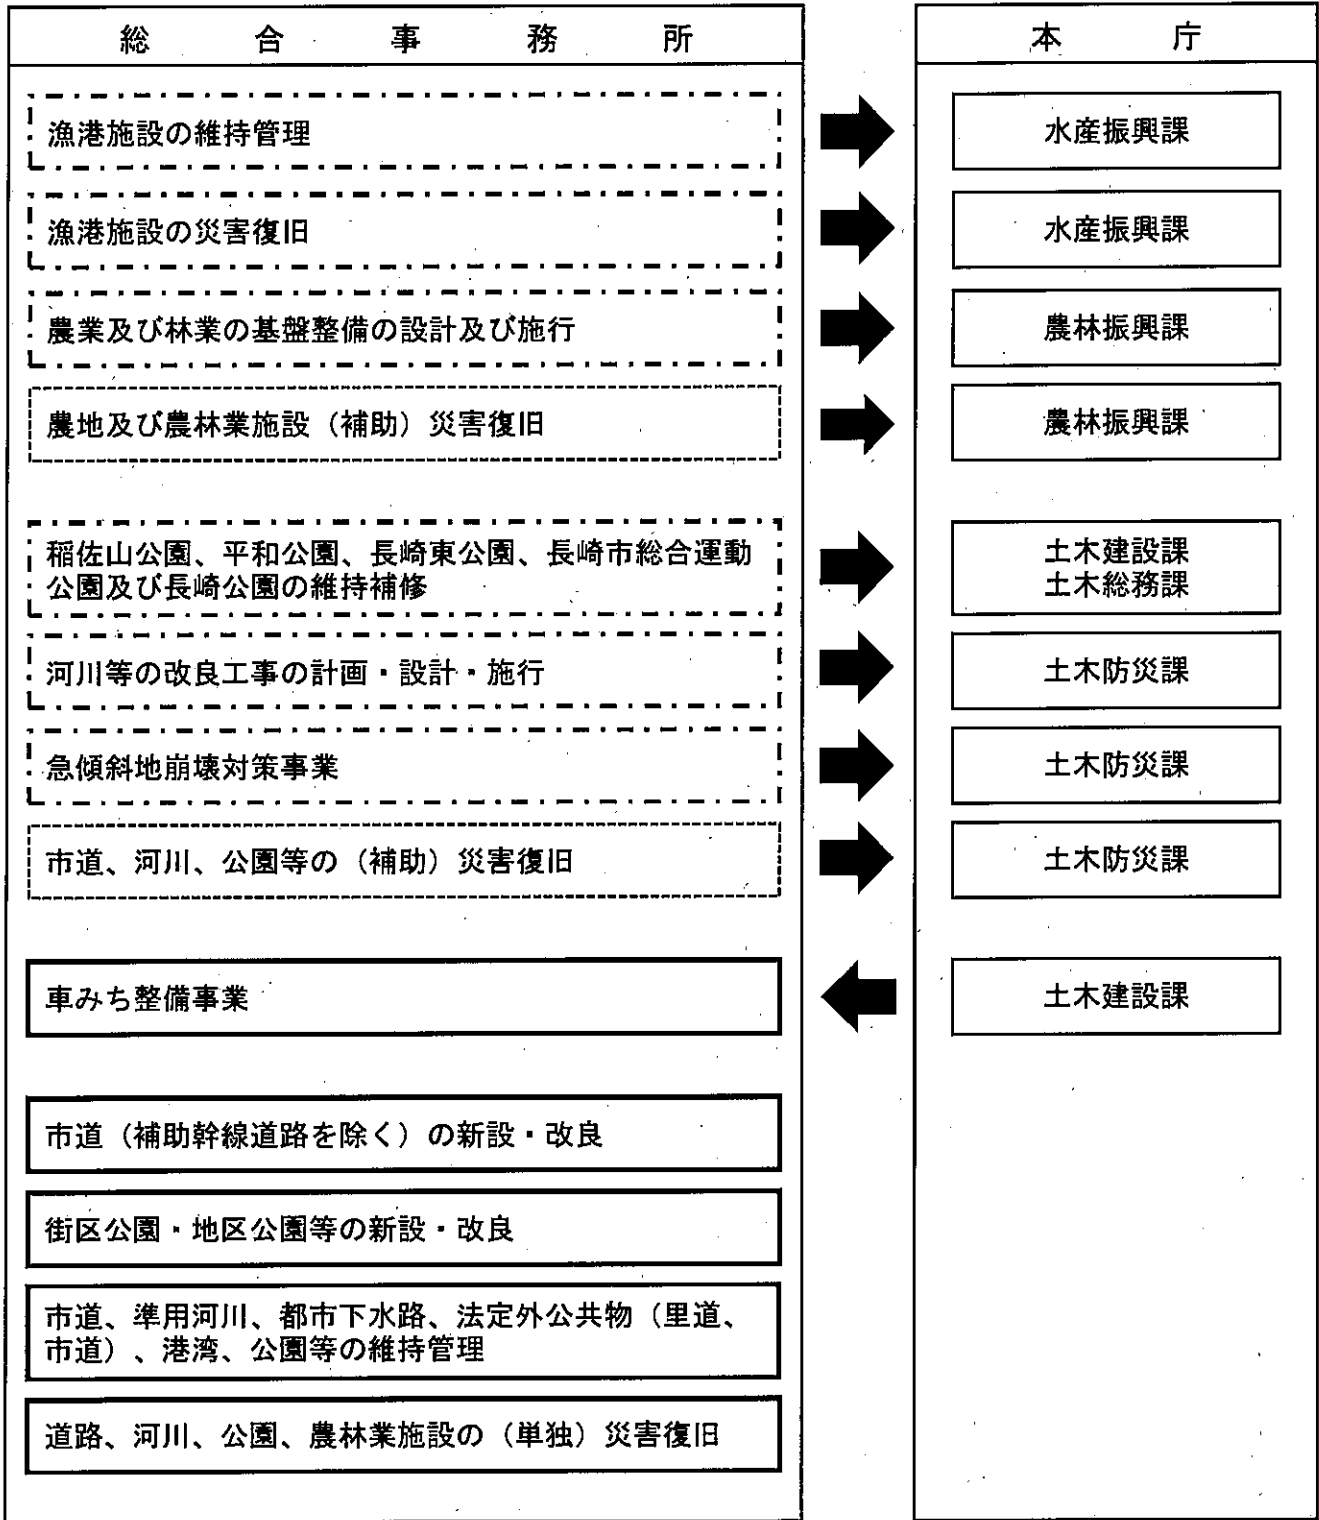 総合事務所
本庁
漁港施設の維持管理
水産振興課
漁港施設の災害復旧
水産振興課
農業及び林業の基盤整備の設計及び施行
農林振興課
農地及び農林業施設（補助）災害復旧
農林振興課
稲佐山公園、平和公園、長崎東公園、長崎市総合運動
公園及び長崎公園の維持補修
土木建設課
土木総務課
河川等の改良工事の計画・設計・施行
土木防災課
急傾斜地崩壊対策事業
土木防災課
市道、河川、公園等の（補助）災害復旧
土木防災課
車みち整備事業
土木建設課
市道（補助幹線道路を除く）の新設・改良
街区公園・地区公園等の新設・改良
市道、準用河川、都市下水路、法定外公共物（里道、
市道）、港湾、公園等の維持管理
道路、河川、公園、農林業施設の（単独）災害復旧